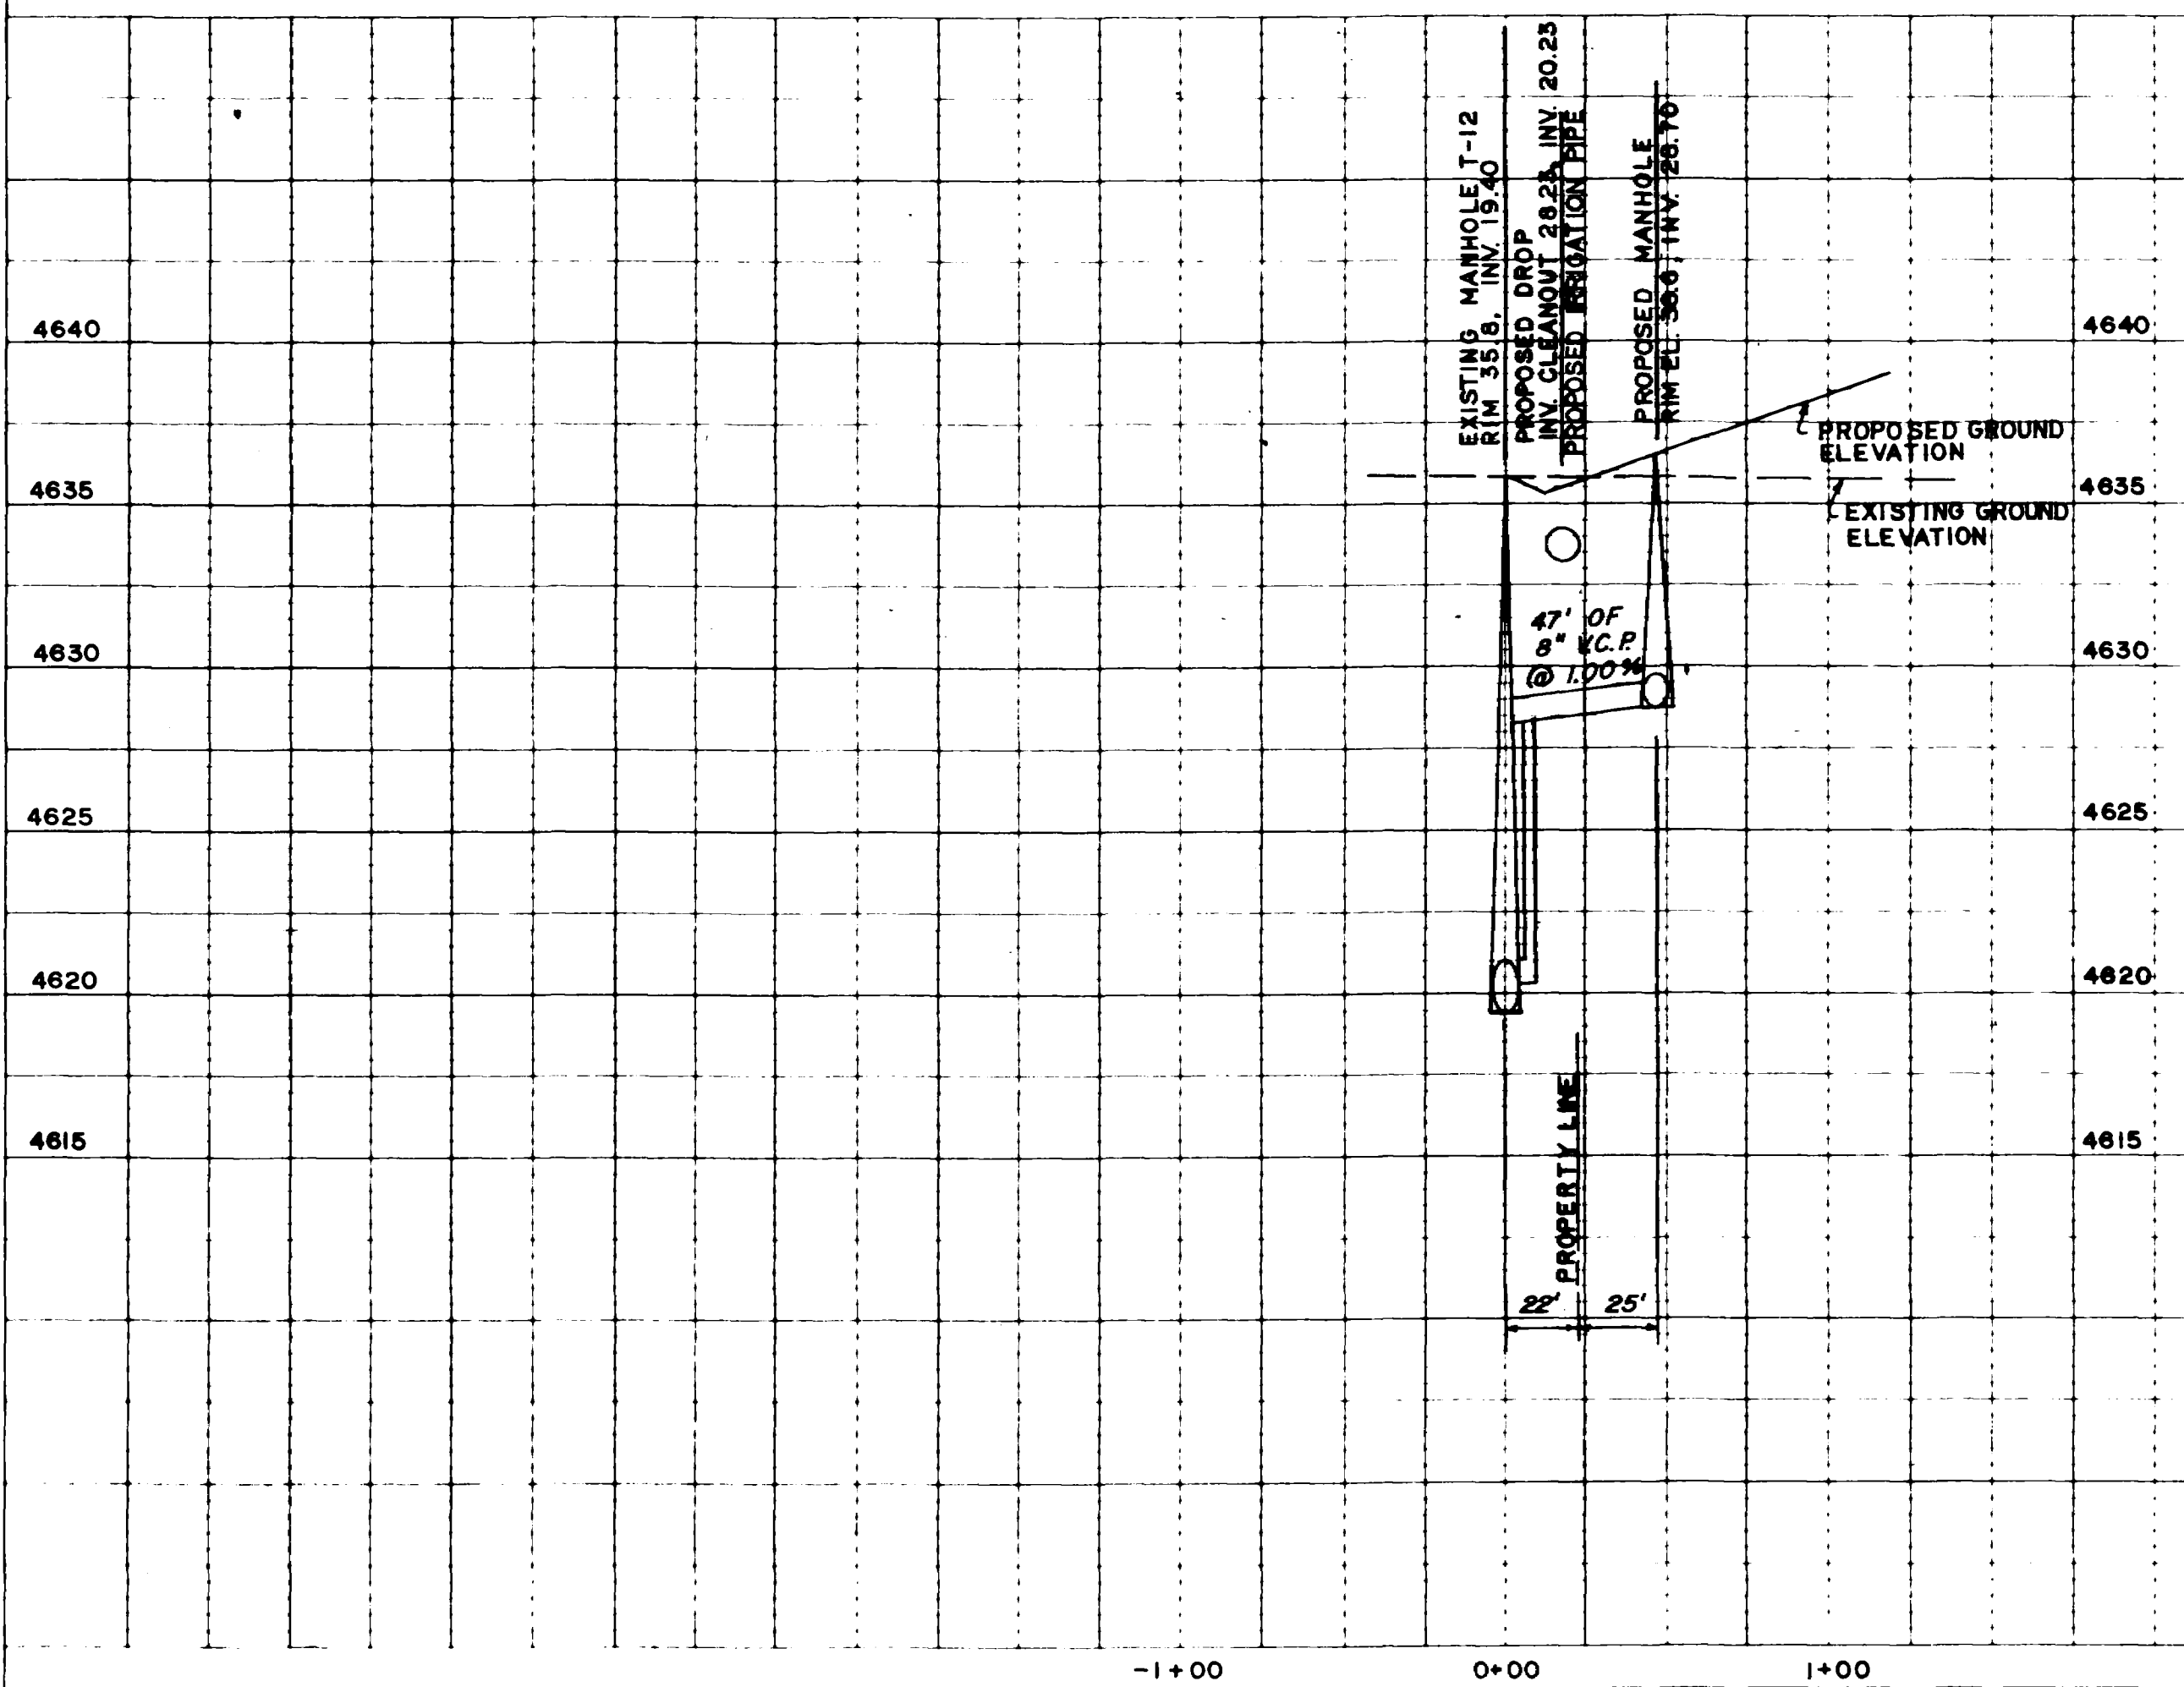 EXISTING MANHOLE T-12
RIM 35.8, INV. 19.40
PROPOSED DROP
INV. CLEANOUT 28.23, INV. 20.23
PROPOSED IRRIGATION PIPE
PROPOSED MANHOLE
RIM EL. 36.6, INV. 28.70
4640
4640
PROPOSED GROUND
ELEVATION
4635
4635
EXISTING GROUND
ELEVATION
47' OF
8" V.C.P.
@ 1.00%
4630
4630
4625
4625
4620
4620
4615
4615
PROPERTY LINE
22'
25'
-1+00
0+00
1+00